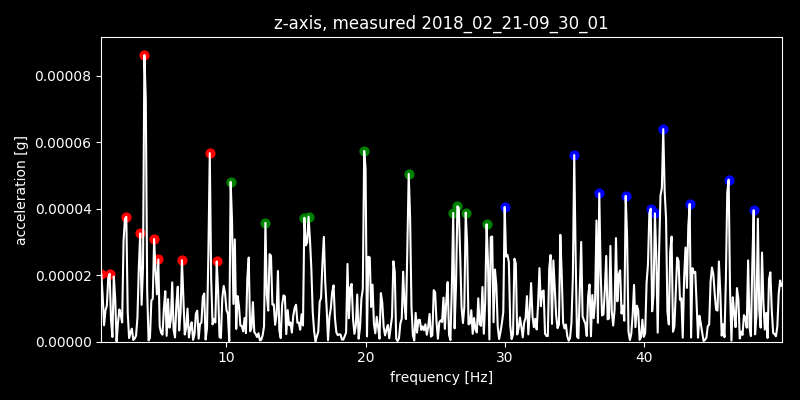 z-axis, measured 2018_02_21-09_30_01
0.00008
0.00006
0.00004
0.00002
0.00000
acceleration [g]
10 20 30 40
frequency [Hz]